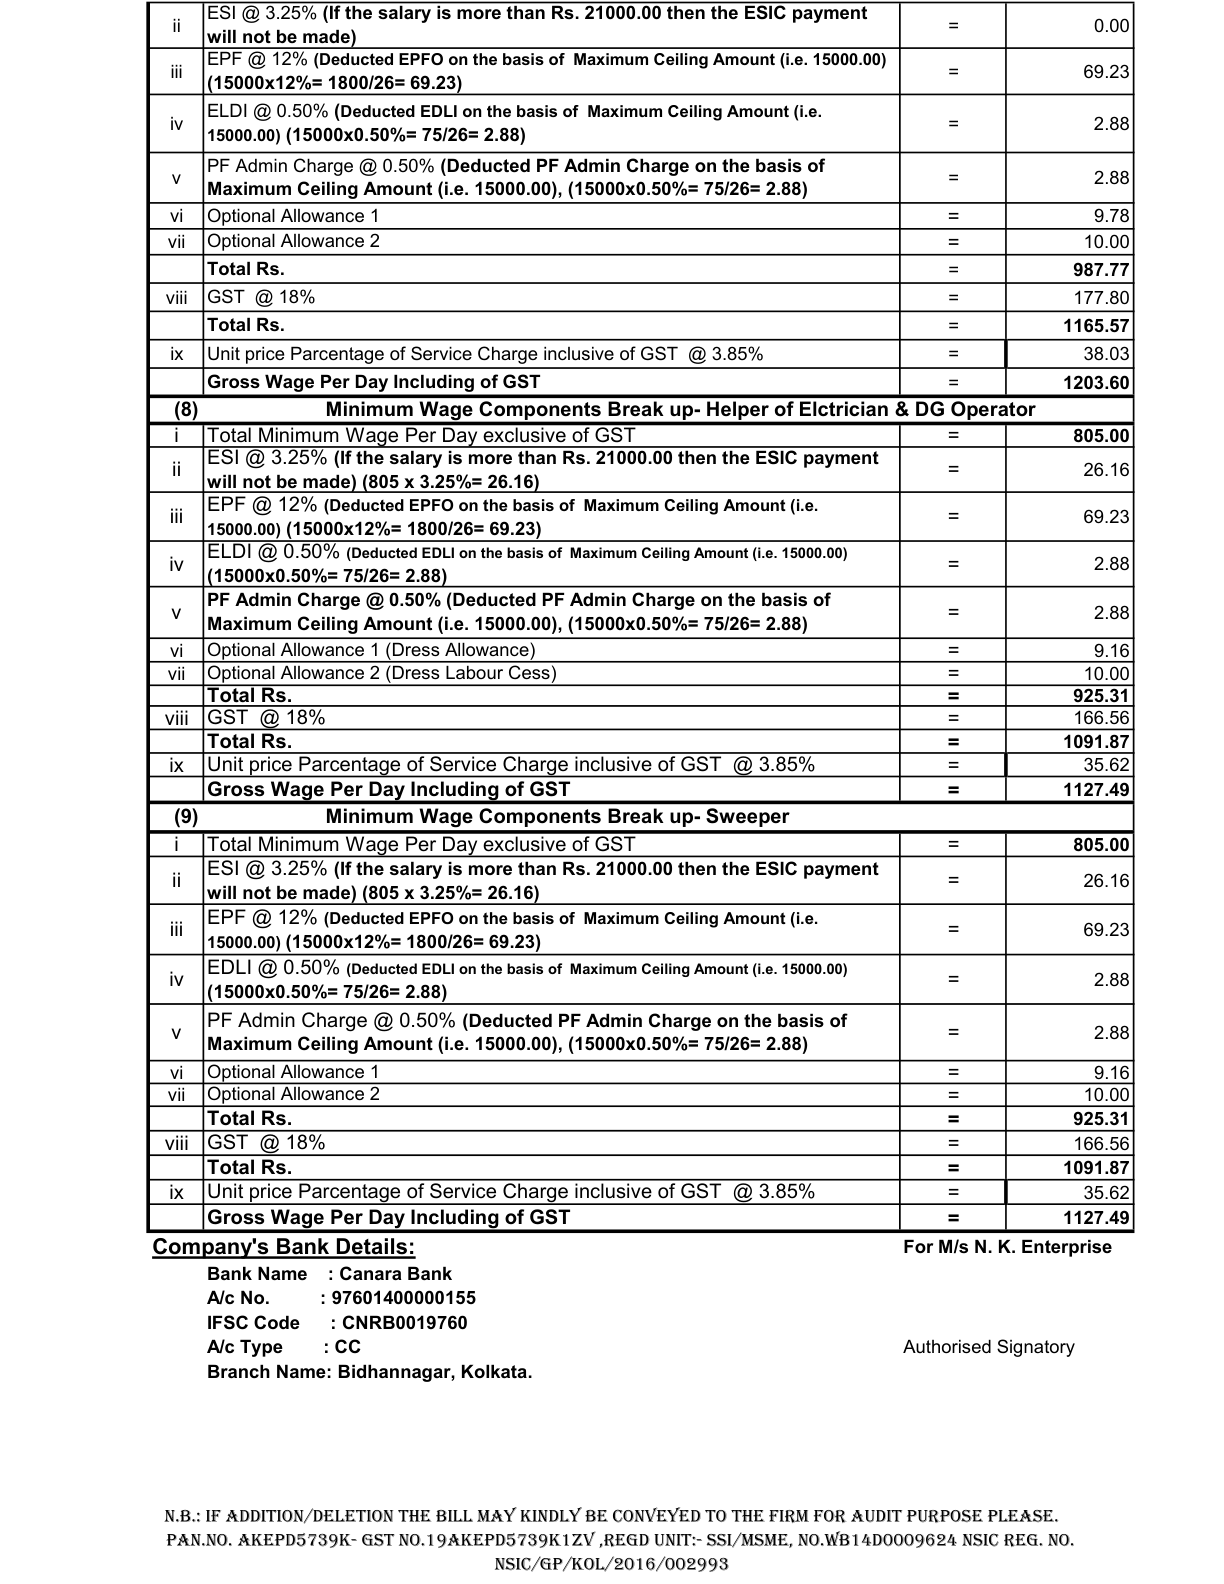 ii ESI @ 3.25% (If the salary is more than Rs. 21000.00 then the ESIC payment = 0.00
will not be made)
iii EPF @ 12% (Deducted EPFO on the basis of Maximum Ceiling Amount (i.e. 15000.00) = 69.23
(15000x12%= 1800/26= 69.23)
iv ELDI @ 0.50% (Deducted EDLI on the basis of Maximum Ceiling Amount (i.e. = 2.88
15000.00) (15000x0.50%= 75/26= 2.88)
v PF Admin Charge @ 0.50% (Deducted PF Admin Charge on the basis of = 2.88
Maximum Ceiling Amount (i.e. 15000.00), (15000x0.50%= 75/26= 2.88)
vi Optional Allowance 1 = 9.78
vii Optional Allowance 2 = 10.00
Total Rs. = 987.77
viii GST @ 18% = 177.80
Total Rs. = 1165.57
ix Unit price Parcentage of Service Charge inclusive of GST @ 3.85% = 38.03
Gross Wage Per Day Including of GST = 1203.60
(8) Minimum Wage Components Break up- Helper of Elctrician & DG Operator
i Total Minimum Wage Per Day exclusive of GST = 805.00
ii ESI @ 3.25% (If the salary is more than Rs. 21000.00 then the ESIC payment = 26.16
will not be made) (805 x 3.25%= 26.16)
iii EPF @ 12% (Deducted EPFO on the basis of Maximum Ceiling Amount (i.e. = 69.23
15000.00) (15000x12%= 1800/26= 69.23)
iv ELDI @ 0.50% (Deducted EDLI on the basis of Maximum Ceiling Amount (i.e. 15000.00) = 2.88
(15000x0.50%= 75/26= 2.88)
v PF Admin Charge @ 0.50% (Deducted PF Admin Charge on the basis of = 2.88
Maximum Ceiling Amount (i.e. 15000.00), (15000x0.50%= 75/26= 2.88)
vi Optional Allowance 1 (Dress Allowance) = 9.16
vii Optional Allowance 2 (Dress Labour Cess) = 10.00
Total Rs. = 925.31
viii GST @ 18% = 166.56
Total Rs. = 1091.87
ix Unit price Parcentage of Service Charge inclusive of GST @ 3.85% = 35.62
Gross Wage Per Day Including of GST = 1127.49
(9) Minimum Wage Components Break up- Sweeper
i Total Minimum Wage Per Day exclusive of GST = 805.00
ii ESI @ 3.25% (If the salary is more than Rs. 21000.00 then the ESIC payment = 26.16
will not be made) (805 x 3.25%= 26.16)
iii EPF @ 12% (Deducted EPFO on the basis of Maximum Ceiling Amount (i.e. = 69.23
15000.00) (15000x12%= 1800/26= 69.23)
iv EDLI @ 0.50% (Deducted EDLI on the basis of Maximum Ceiling Amount (i.e. 15000.00) = 2.88
(15000x0.50%= 75/26= 2.88)
v PF Admin Charge @ 0.50% (Deducted PF Admin Charge on the basis of = 2.88
Maximum Ceiling Amount (i.e. 15000.00), (15000x0.50%= 75/26= 2.88)
vi Optional Allowance 1 = 9.16
vii Optional Allowance 2 = 10.00
Total Rs. = 925.31
viii GST @ 18% = 166.56
Total Rs. = 1091.87
ix Unit price Parcentage of Service Charge inclusive of GST @ 3.85% = 35.62
Gross Wage Per Day Including of GST = 1127.49
Company's Bank Details: For M/s N. K. Enterprise
Bank Name : Canara Bank
A/c No. : 97601400000155
IFSC Code : CNRB0019760
A/c Type : CC Authorised Signatory
Branch Name: Bidhannagar, Kolkata.
N.B.: IF ADDITION/DELETION THE BILL MAY KINDLY BE CONVEYED TO THE FIRM FOR AUDIT PURPOSE PLEASE.
PAN.NO. AKEPD5739K- GST NO.19AKEPD5739K1ZV ,REGD UNIT:- SSI/MSME, NO.WB14D0009624 NSIC REG. NO.
NSIC/GP/KOL/2016/002993